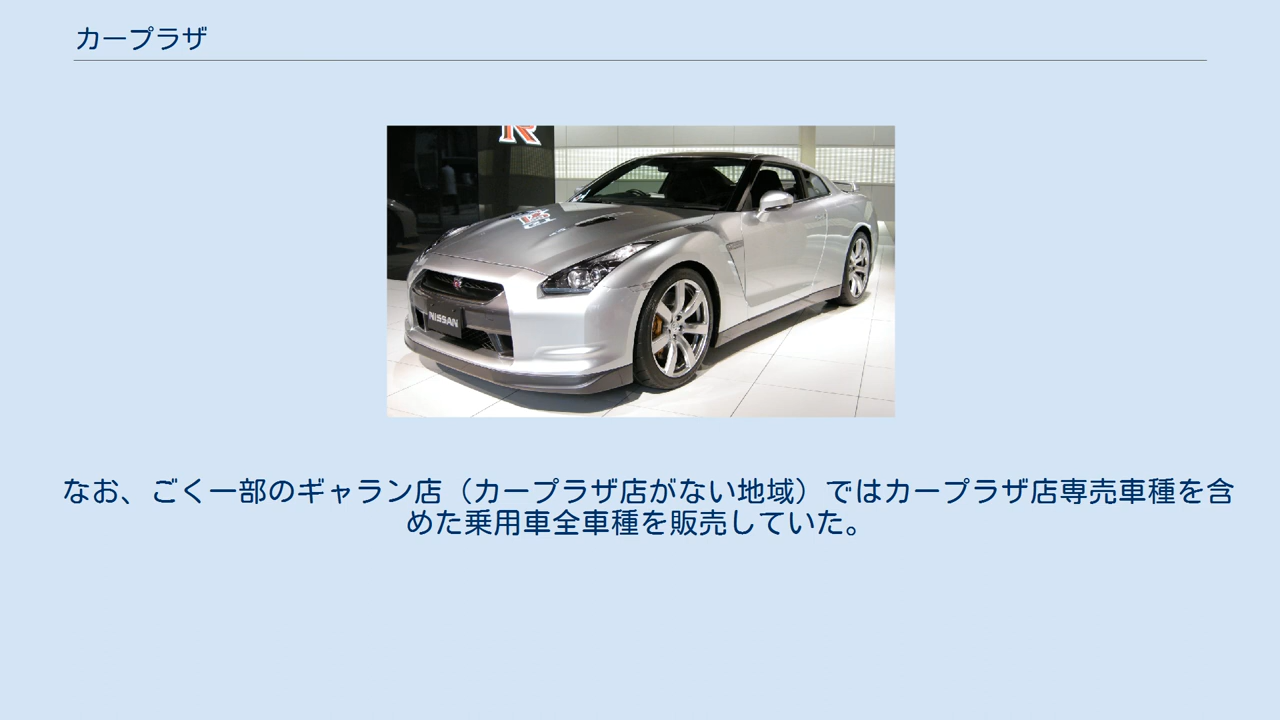 カープラザ
R
NISSAN
なお、ごく一部のギャラン店（カープラザ店がない地域）ではカープラザ店専売車種を含
めた乗用車全車種を販売していた。